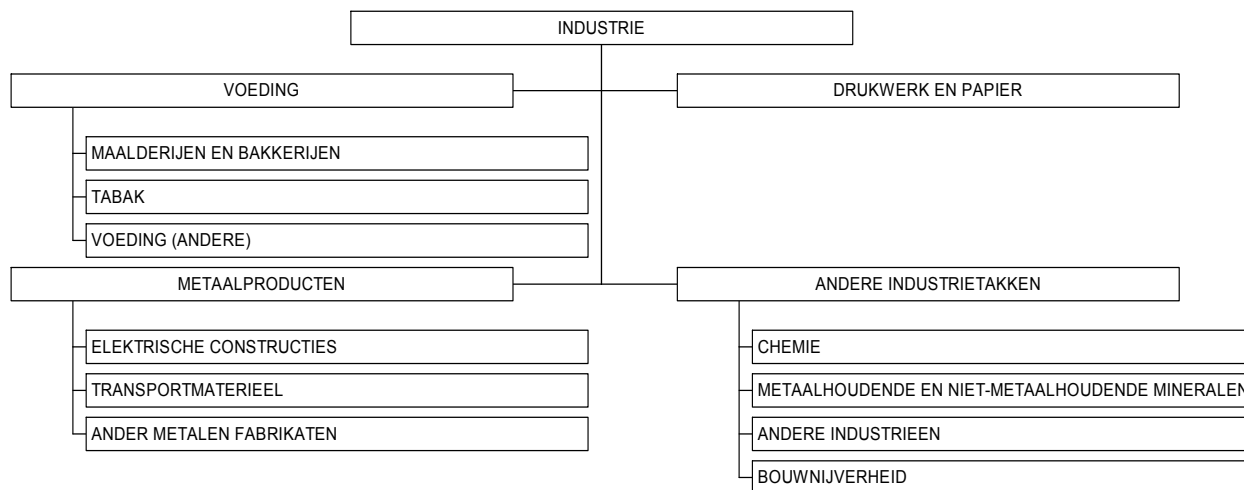 INDUSTRIE
VOEDING
DRUKWERK EN PAPIER
MAALDERIJEN EN BAKKERIJEN
TABAK
VOEDING (ANDERE)
METAALPRODUCTEN
ANDERE INDUSTRIETAKKEN
ELEKTRISCHE CONSTRUCTIES
TRANSPORTMATERIEEL
ANDER METALEN FABRIKATEN
CHEMIE
METAALHOUDENDE EN NIET-METAALHOUDENDE MINERALEN
ANDERE INDUSTRIEEN
BOUWNIJVERHEID